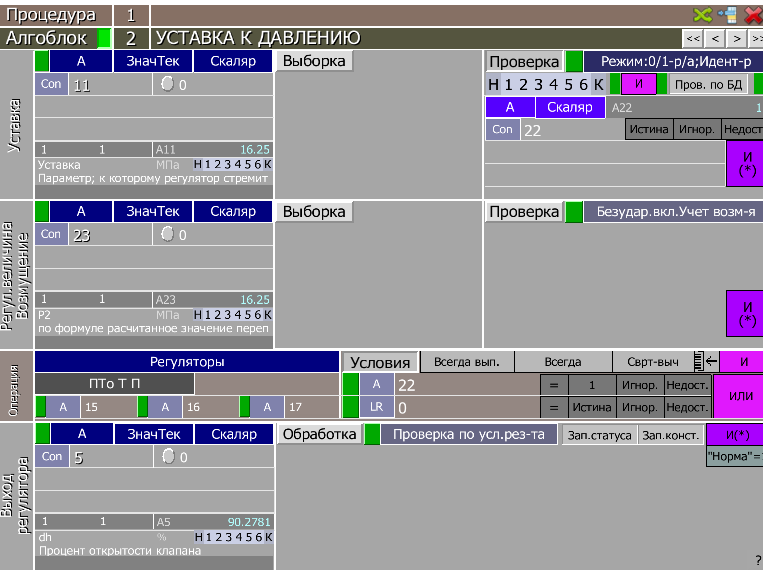 Процедура 1
Алгоблок 2 УСТАВКА К ДАВЛЕНИЮ << < > >>
Уставка
А ЗначТек Скаляр Выборка Проверка Режим:0/1-р/а;Идент-р
Con 11 0 Н 1 2 3 4 5 6 К И Пров. по БД
А Скаляр А22 1
Con 22 Истина Игнор. Недост
И
(*)
1 1 А11 16.25
Уставка МПа Н 1 2 3 4 5 6 К
Параметр; к которому регулятор стремит
Регул.величина
Возмущение
А ЗначТек Скаляр Выборка Проверка Безудар.вкл.Учет возм-я
Con 23 0
И
(*)
1 1 А23 16.25
Р2 МПа Н 1 2 3 4 5 6 К
по формуле расчитанное значение переп
Операция
Регуляторы Условия Всегда вып. Всегда Сврт-выч И
ПТо Т П А 22 = 1 Игнор. Недост. ИЛИ
А 15 А 16 А 17 LR 0 = Истина Игнор. Недост.
Выход
регулятора
А ЗначТек Скаляр Обработка Проверка по усл.рез-та Зап.статуса Зап.конст. И(*)
Con 5 0 "Норма"=
1 1 А5 90.2781
dh % Н 1 2 3 4 5 6 К
Процент открытости клапана
?